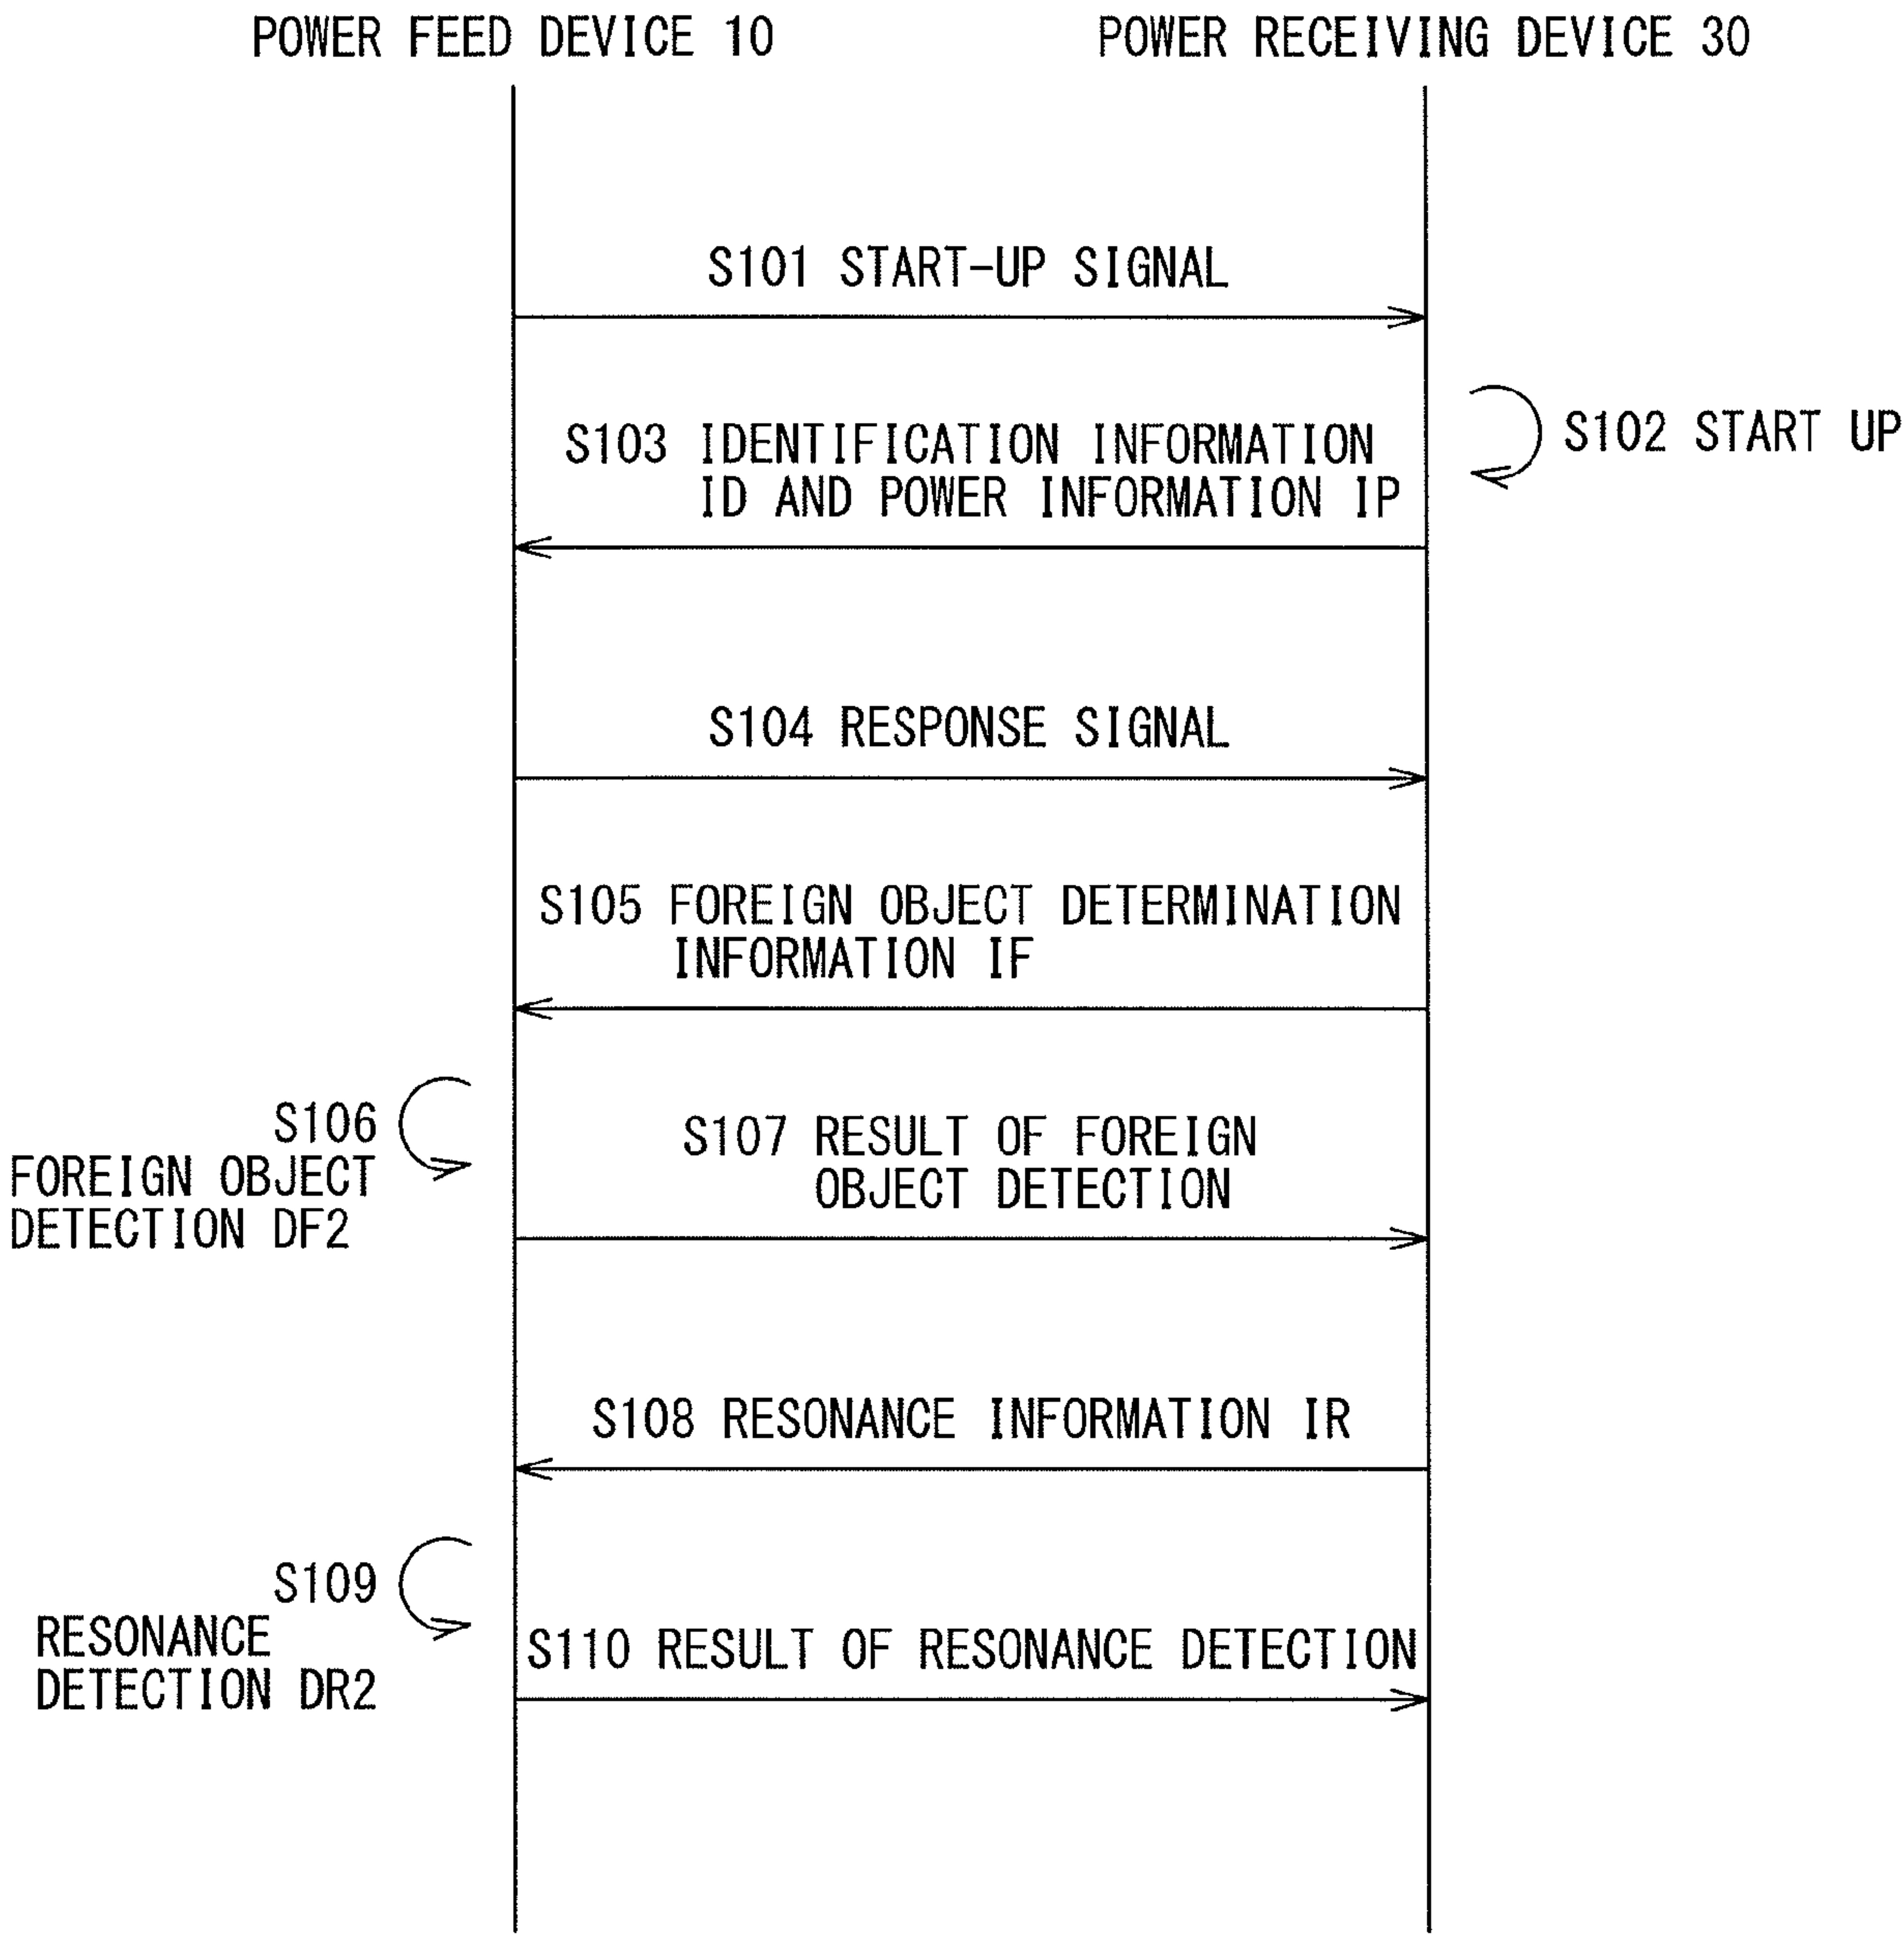 POWER FEED DEVICE 10
POWER RECEIVING DEVICE 30
S101 START-UP SIGNAL
S102 START UP
S103 IDENTIFICATION INFORMATION
ID AND POWER INFORMATION IP
S104 RESPONSE SIGNAL
S105 FOREIGN OBJECT DETERMINATION
INFORMATION IF
S106
FOREIGN OBJECT
DETECTION DF2
S107 RESULT OF FOREIGN
OBJECT DETECTION
S108 RESONANCE INFORMATION IR
S109
RESONANCE
DETECTION DR2
S110 RESULT OF RESONANCE DETECTION